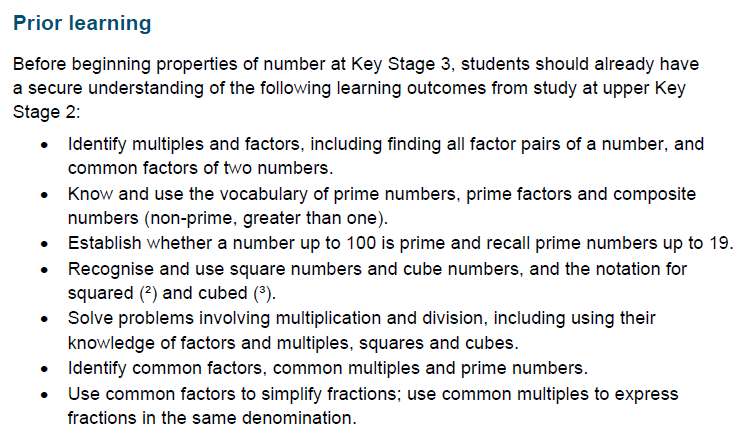 Prior learning
Before beginning properties of number at Key Stage 3, students should already have
a secure understanding of the following learning outcomes from study at upper Key
Stage 2:
• Identify multiples and factors, including finding all factor pairs of a number, and
common factors of two numbers.
• Know and use the vocabulary of prime numbers, prime factors and composite
numbers (non-prime, greater than one).
• Establish whether a number up to 100 is prime and recall prime numbers up to 19.
• Recognise and use square numbers and cube numbers, and the notation for
squared (²) and cubed (³).
• Solve problems involving multiplication and division, including using their
knowledge of factors and multiples, squares and cubes.
• Identify common factors, common multiples and prime numbers.
• Use common factors to simplify fractions; use common multiples to express
fractions in the same denomination.